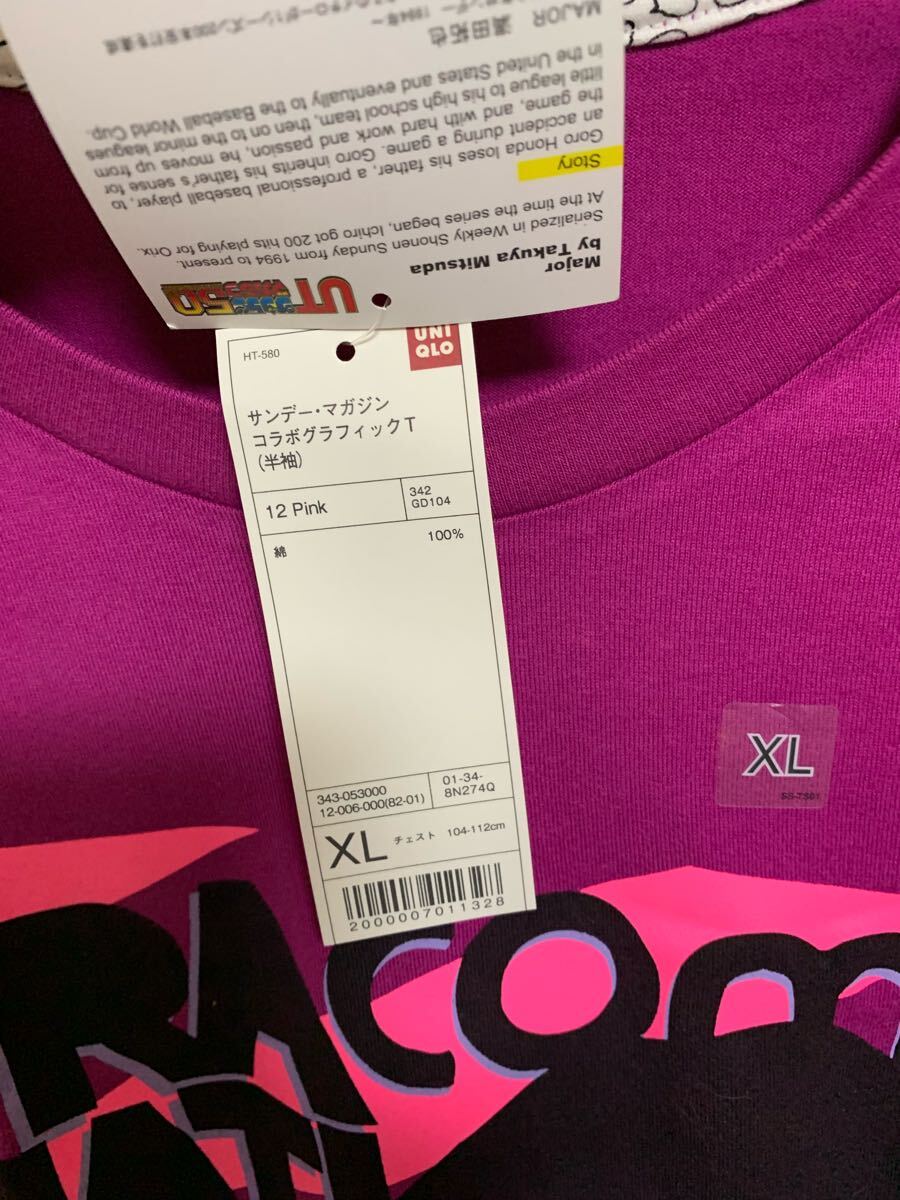 Major
by Takuya Mitsuda
Serialized in Weekly Shonen Sunday from 1994 to present.
At the time the series began, Ichiro got 200 hits playing for Orix.
Story
Goro Honda loses his father, a professional baseball player, to
an accident during a game. Goro inherits his father's sense for
the game, and with hard work and passion, he moves up from
little league to his high school team, then on to the minor leagues
in the United States and eventually to the Baseball World Cup.
MAJOR 満田拓也
UT
50
UNI
QLO
HT-580
サンデー・マガジン
コラボグラフィックT
(半袖)
12 Pink
342
GD104
綿 100%
343-053000
12-006-000(82-01)
01-34-
8N274Q
XL チェスト 104-112cm
2000007011328
XL
SS-TS01
RACOM